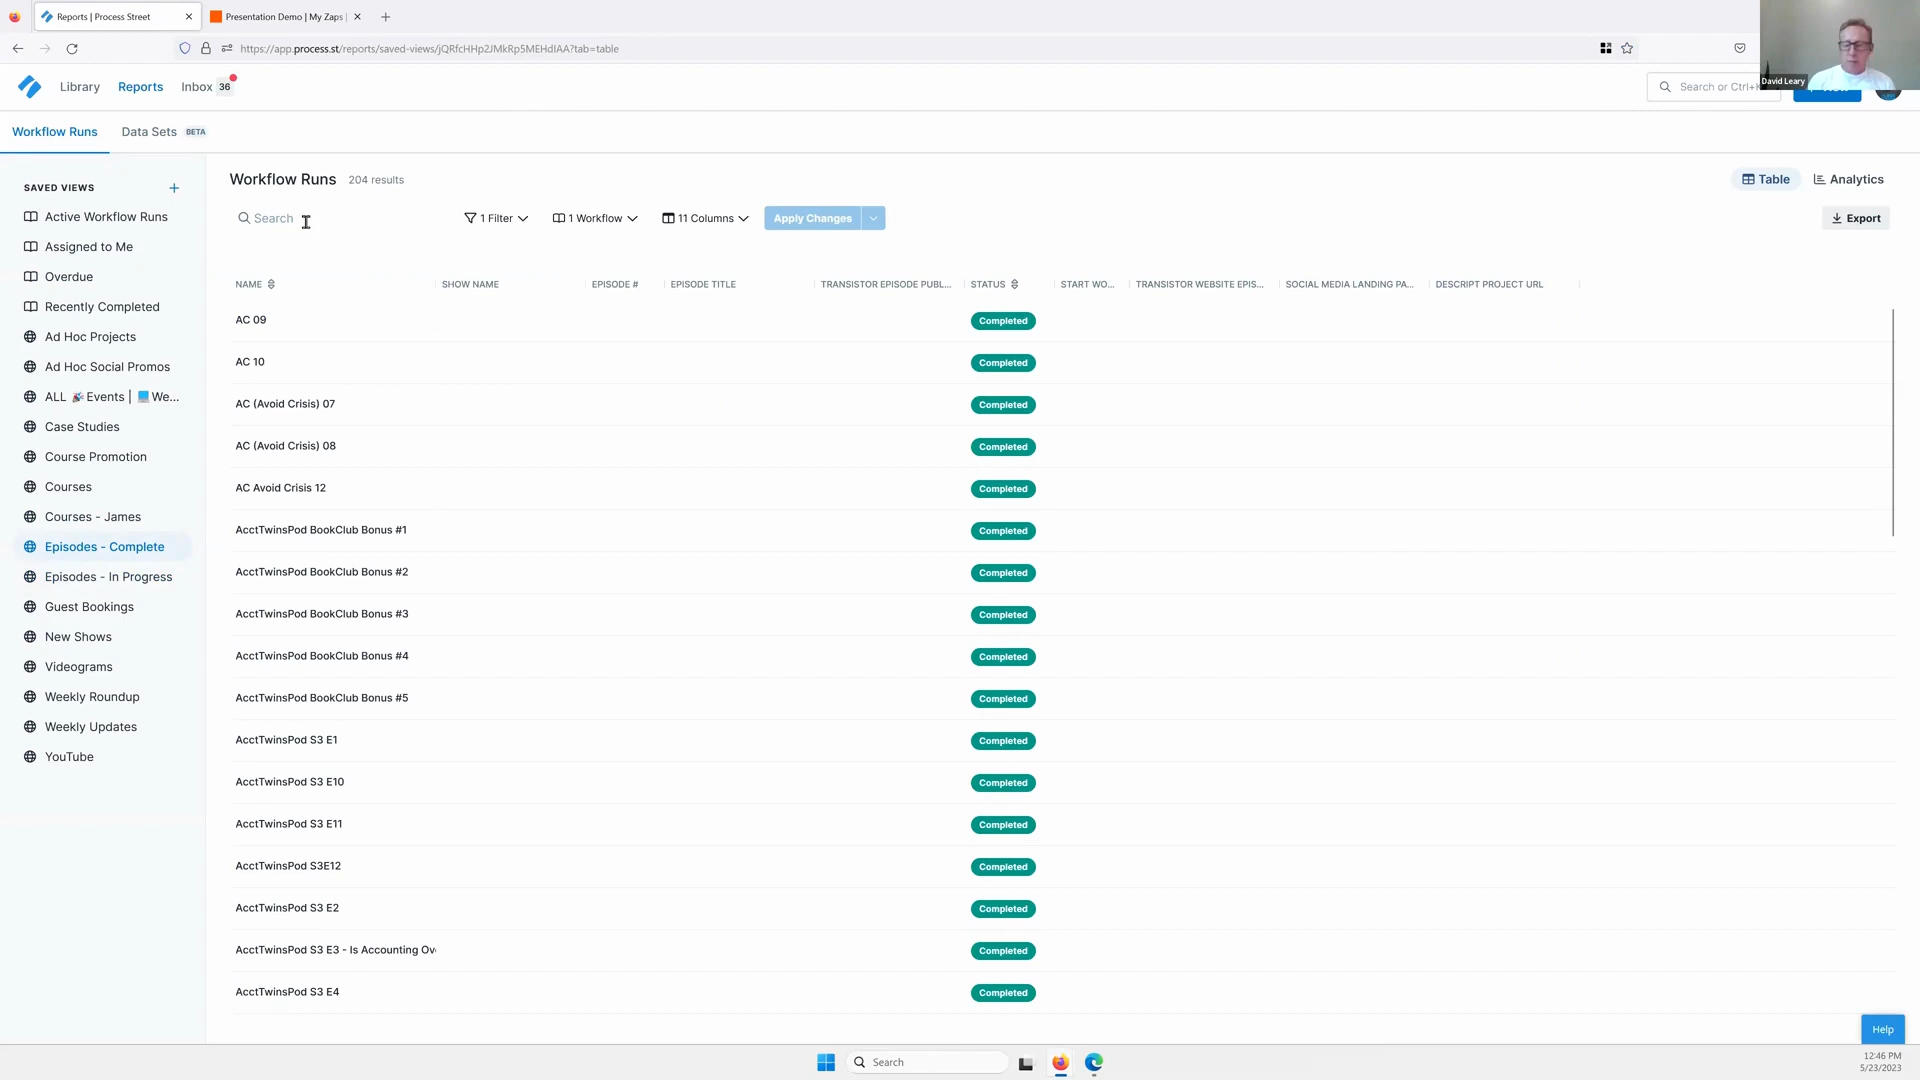 Reports | Process Street
Presentation Demo | My Zaps |
https://app.process.st/reports/saved-views/jQRfcHHp2JMkRp5MEHdIAA?tab=table
David Leary
Library
Reports
Inbox 36
Search or Ctrl+
Workflow Runs
Data Sets BETA
SAVED VIEWS
Active Workflow Runs
Assigned to Me
Overdue
Recently Completed
Ad Hoc Projects
Ad Hoc Social Promos
ALL 🎉Events | 💻We...
Case Studies
Course Promotion
Courses
Courses - James
Episodes - Complete
Episodes - In Progress
Guest Bookings
New Shows
Videograms
Weekly Roundup
Weekly Updates
YouTube
Workflow Runs 204 results
Table
Analytics
Search
1 Filter
1 Workflow
11 Columns
Apply Changes
Export
NAME SHOW NAME EPISODE # EPISODE TITLE TRANSISTOR EPISODE PUBL... STATUS START WO... TRANSISTOR WEBSITE EPIS... SOCIAL MEDIA LANDING PA... DESCRIPT PROJECT URL
AC 09 Completed
AC 10 Completed
AC (Avoid Crisis) 07 Completed
AC (Avoid Crisis) 08 Completed
AC Avoid Crisis 12 Completed
AcctTwinsPod BookClub Bonus #1 Completed
AcctTwinsPod BookClub Bonus #2 Completed
AcctTwinsPod BookClub Bonus #3 Completed
AcctTwinsPod BookClub Bonus #4 Completed
AcctTwinsPod BookClub Bonus #5 Completed
AcctTwinsPod S3 E1 Completed
AcctTwinsPod S3 E10 Completed
AcctTwinsPod S3 E11 Completed
AcctTwinsPod S3E12 Completed
AcctTwinsPod S3 E2 Completed
AcctTwinsPod S3 E3 - Is Accounting Ov Completed
AcctTwinsPod S3 E4 Completed
Help
Search
12:46 PM
5/23/2023